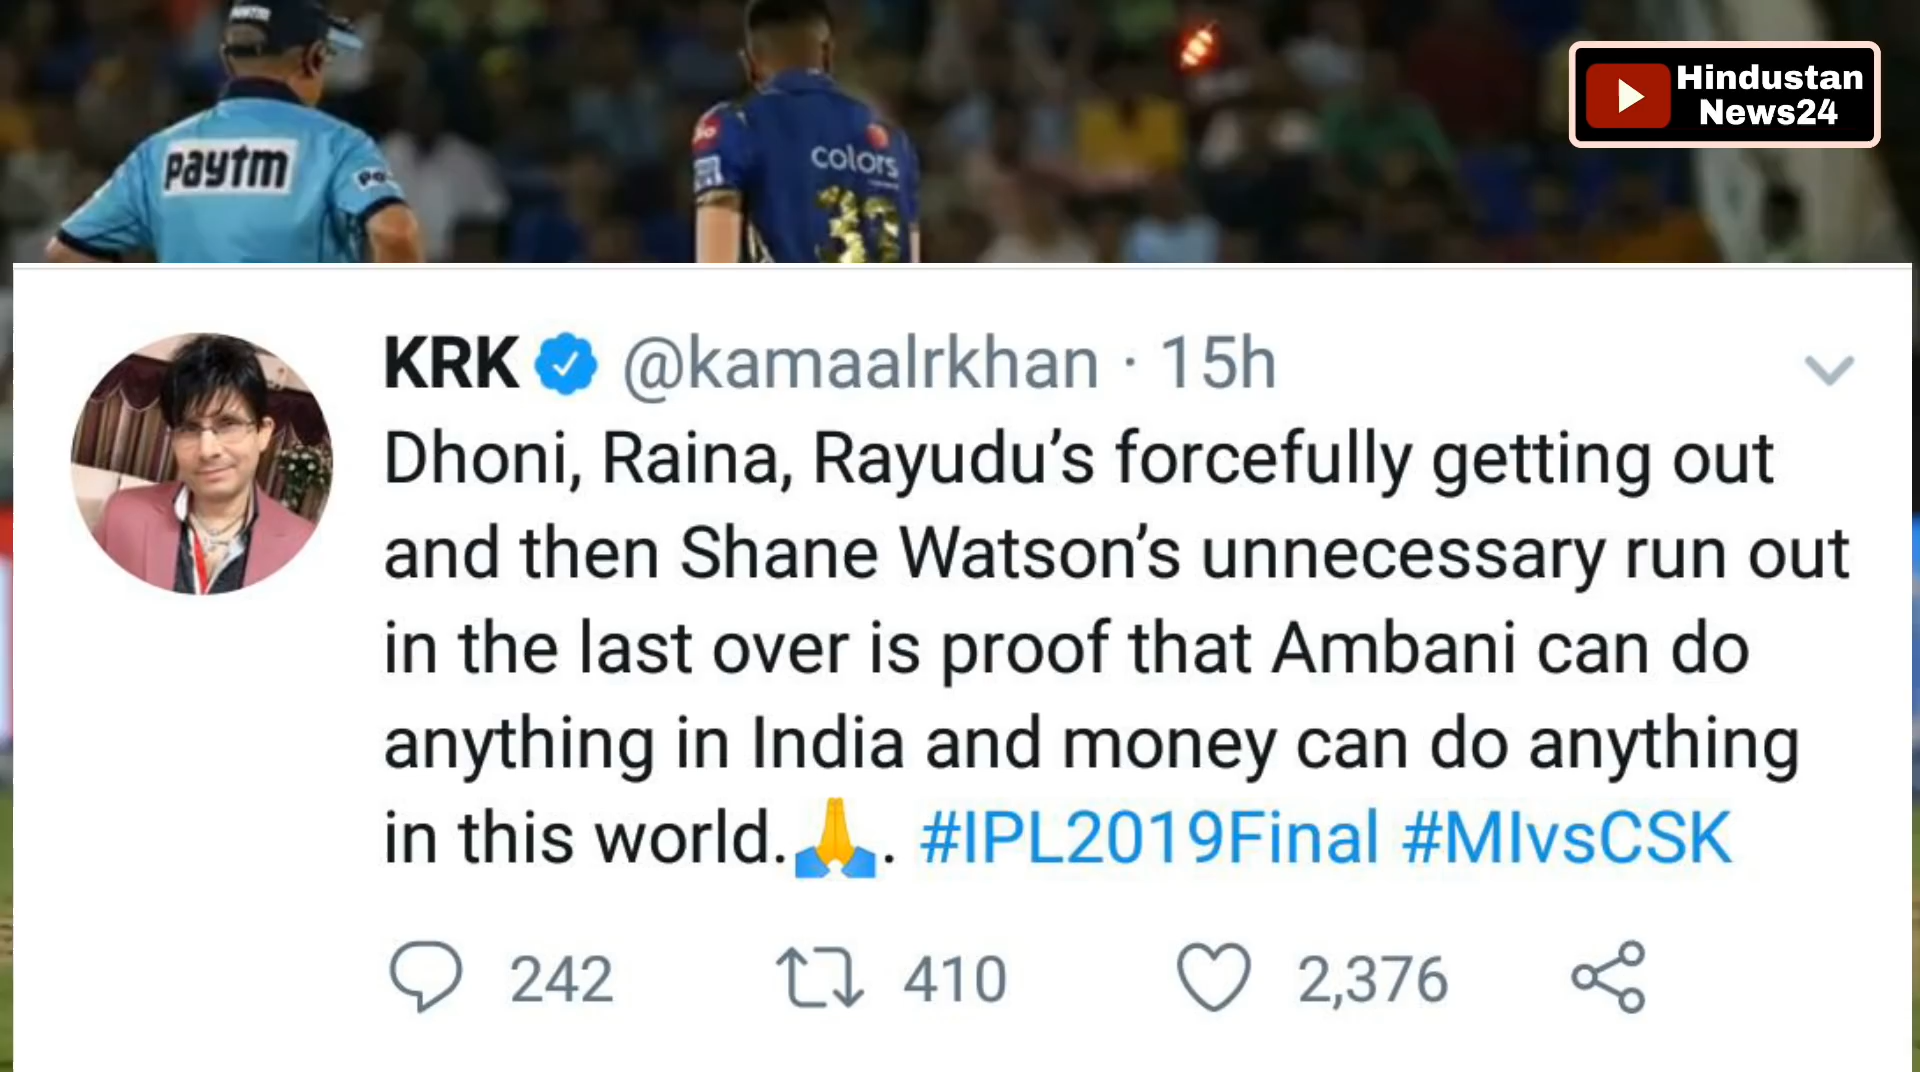 Hindustan
News24
paytm
colors
KRK @kamaalrkhan · 15h
Dhoni, Raina, Rayudu’s forcefully getting out
and then Shane Watson’s unnecessary run out
in the last over is proof that Ambani can do
anything in India and money can do anything
in this world.🙏. #IPL2019Final #MIvsCSK
242 410 2,376